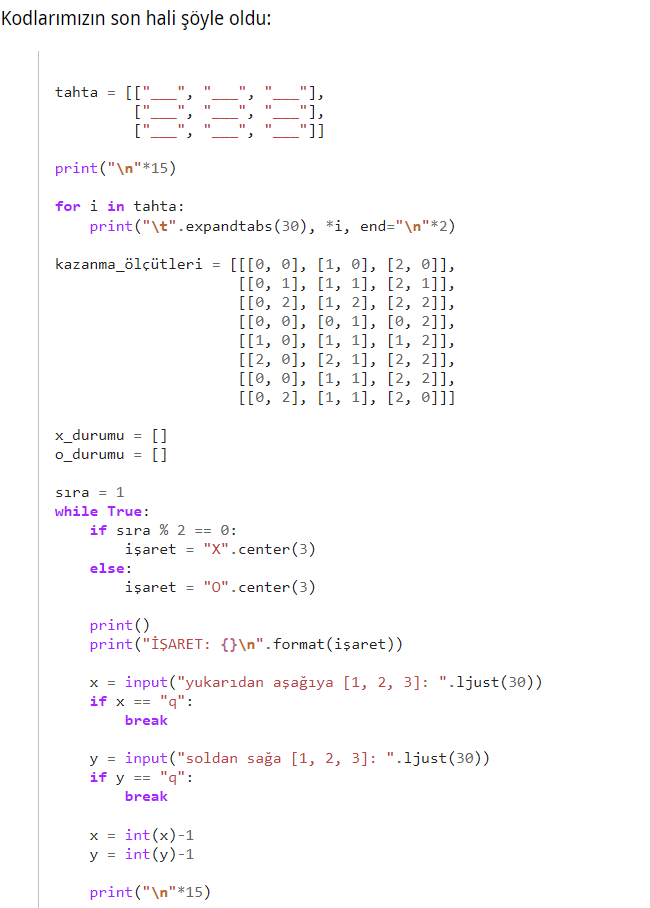 Kodlarımızın son hali şöyle oldu:
tahta = [["___", "___", "___"],
         ["___", "___", "___"],
         ["___", "___", "___"]]
print("\n"*15)
for i in tahta:
    print("\t".expandtabs(30), *i, end="\n"*2)
kazanma_ölçütleri = [[[0, 0], [1, 0], [2, 0]],
                     [[0, 1], [1, 1], [2, 1]],
                     [[0, 2], [1, 2], [2, 2]],
                     [[0, 0], [0, 1], [0, 2]],
                     [[1, 0], [1, 1], [1, 2]],
                     [[2, 0], [2, 1], [2, 2]],
                     [[0, 0], [1, 1], [2, 2]],
                     [[0, 2], [1, 1], [2, 0]]]
x_durumu = []
o_durumu = []
sıra = 1
while True:
    if sıra % 2 == 0:
        işaret = "X".center(3)
    else:
        işaret = "O".center(3)
    print()
    print("İŞARET: {}\n".format(işaret))
    x = input("yukarıdan aşağıya [1, 2, 3]: ".ljust(30))
    if x == "q":
        break
    y = input("soldan sağa [1, 2, 3]: ".ljust(30))
    if y == "q":
        break
    x = int(x)-1
    y = int(y)-1
    print("\n"*15)